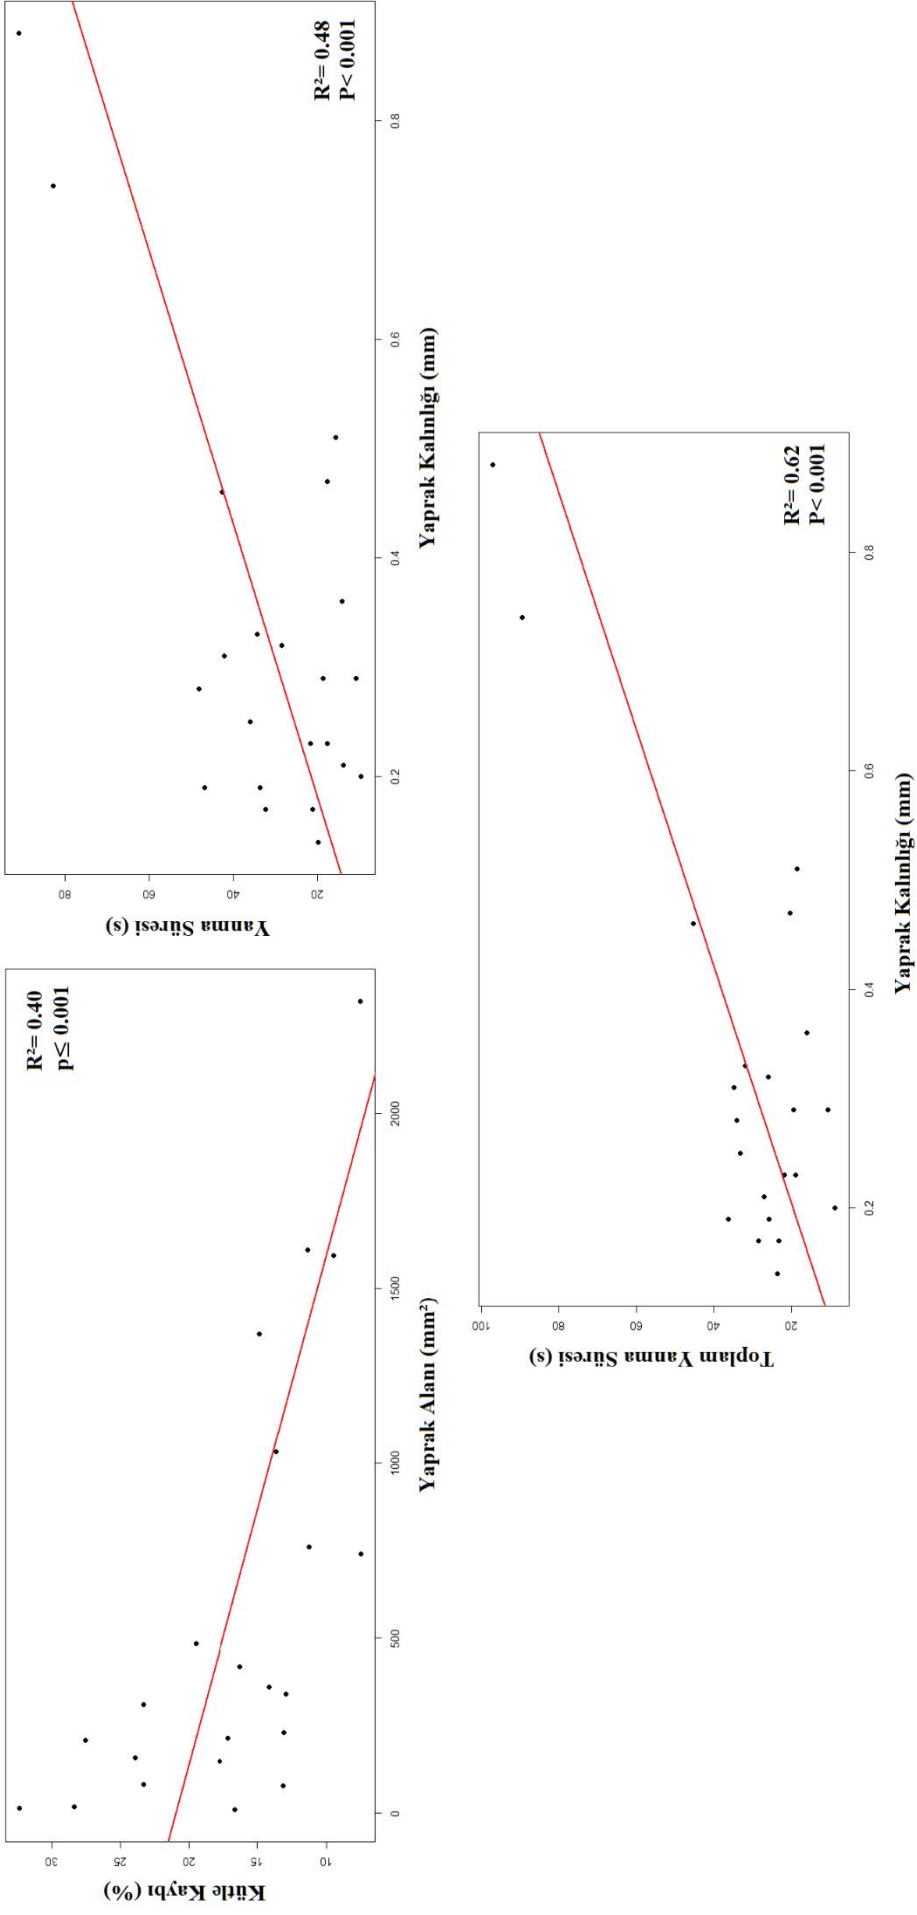 R²= 0.40
p≤ 0.001
30
25
20
15
10
Kütle Kaybı (%)
0
500
1000
1500
2000
Yaprak Alanı (mm²)
R²= 0.48
P< 0.001
80
60
40
20
Yanma Süresi (s)
0.2
0.4
0.6
0.8
Yaprak Kalınlığı (mm)
R²= 0.62
P< 0.001
100
80
60
40
20
Toplam Yanma Süresi (s)
0.2
0.4
0.6
0.8
Yaprak Kalınlığı (mm)